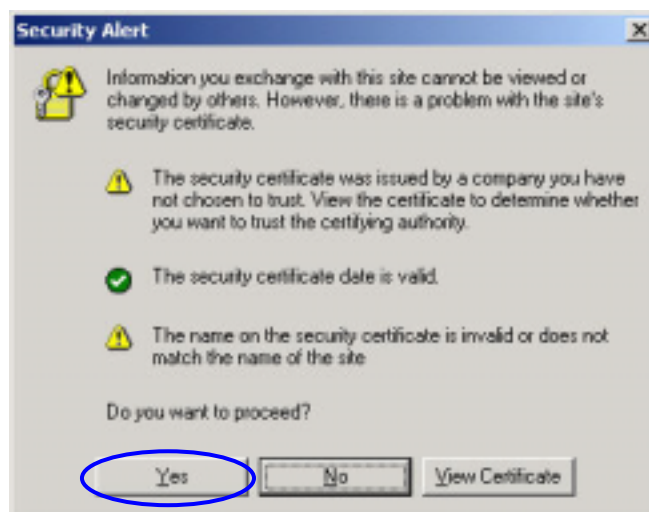 Security Alert
Information you exchange with this site cannot be viewed or
changed by others. However, there is a problem with the site's
security certificate.
The security certificate was issued by a company you have
not chosen to trust. View the certificate to determine whether
you want to trust the certifying authority.
The security certificate date is valid.
The name on the security certificate is invalid or does not
match the name of the site
Do you want to proceed?
Yes No View Certificate